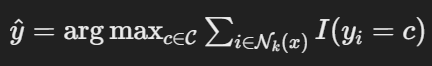 ŷ = arg max_{c∈𝒞} ∑_{i∈𝒩_k(x)} I(y_i = c)